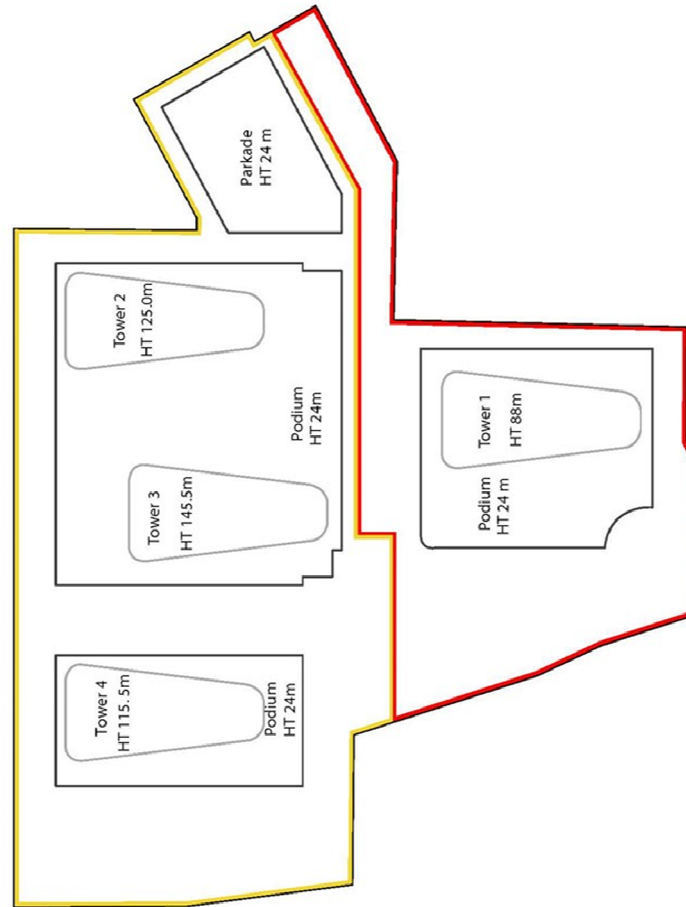 Parkade
HT 24 m
Tower 2
HT 125.0m
Podium
HT 24m
Tower 3
HT 145.5m
Tower 1
HT 88m
Podium
HT 24 m
Tower 4
HT 115. 5m
Podium
HT 24m